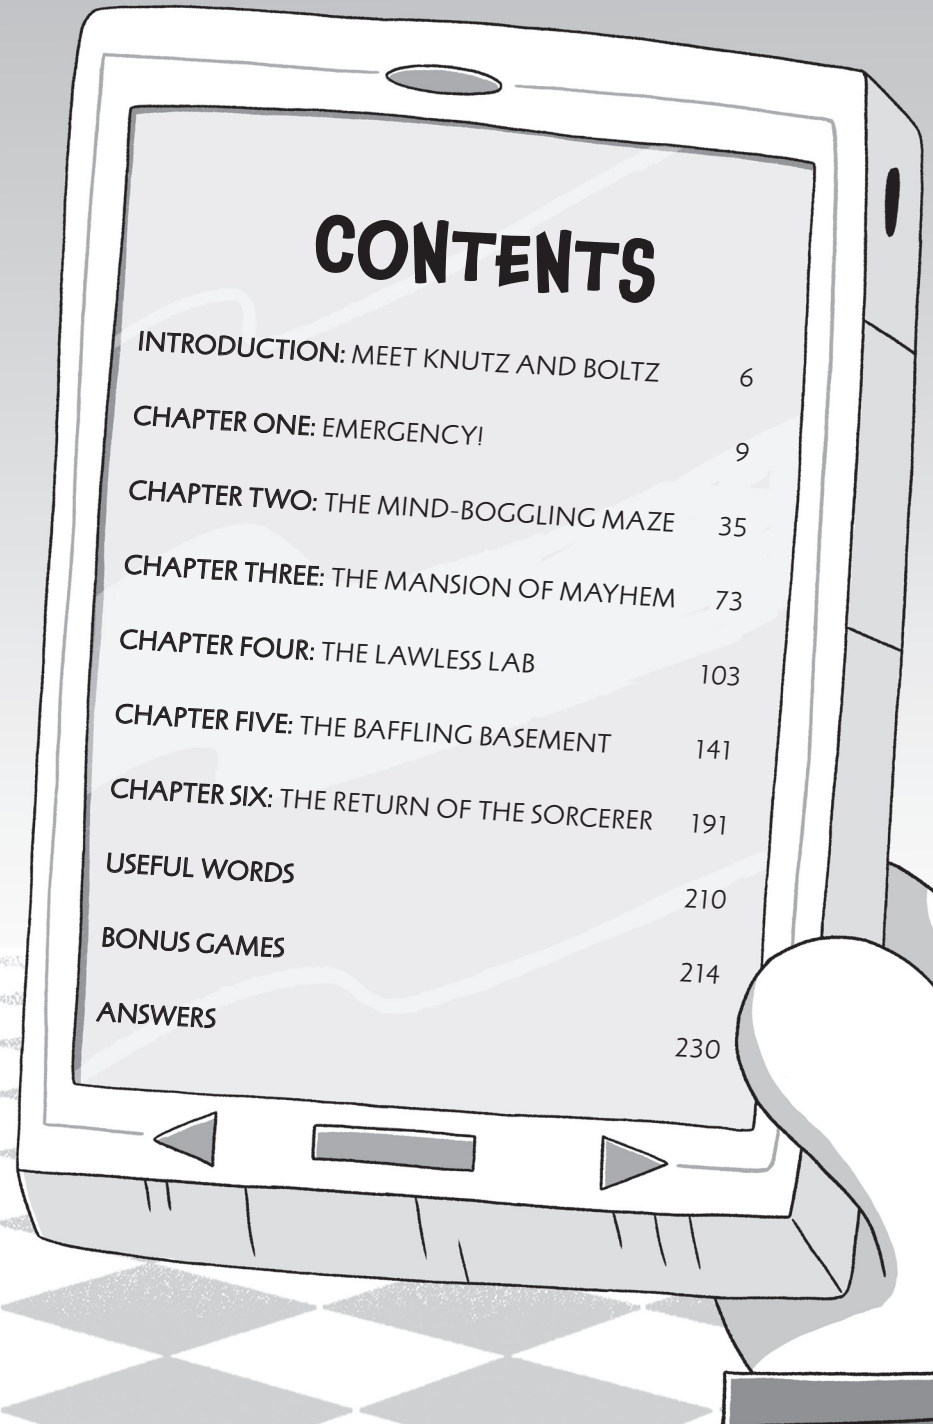 CONTENTS
INTRODUCTION: MEET KNUTZ AND BOLTZ 6
CHAPTER ONE: EMERGENCY! 9
CHAPTER TWO: THE MIND-BOGGLING MAZE 35
CHAPTER THREE: THE MANSION OF MAYHEM 73
CHAPTER FOUR: THE LAWLESS LAB 103
CHAPTER FIVE: THE BAFFLING BASEMENT 141
CHAPTER SIX: THE RETURN OF THE SORCERER 191
USEFUL WORDS 210
BONUS GAMES 214
ANSWERS 230